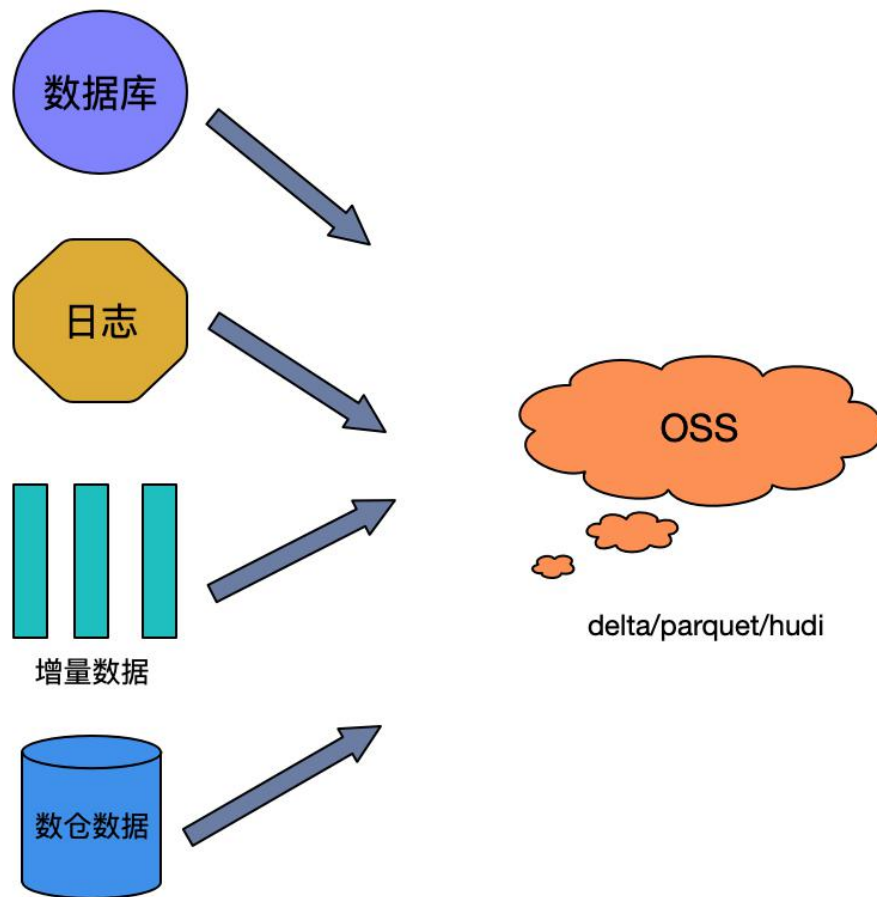 数据库
日志
OSS
delta/parquet/hudi
增量数据
数仓数据